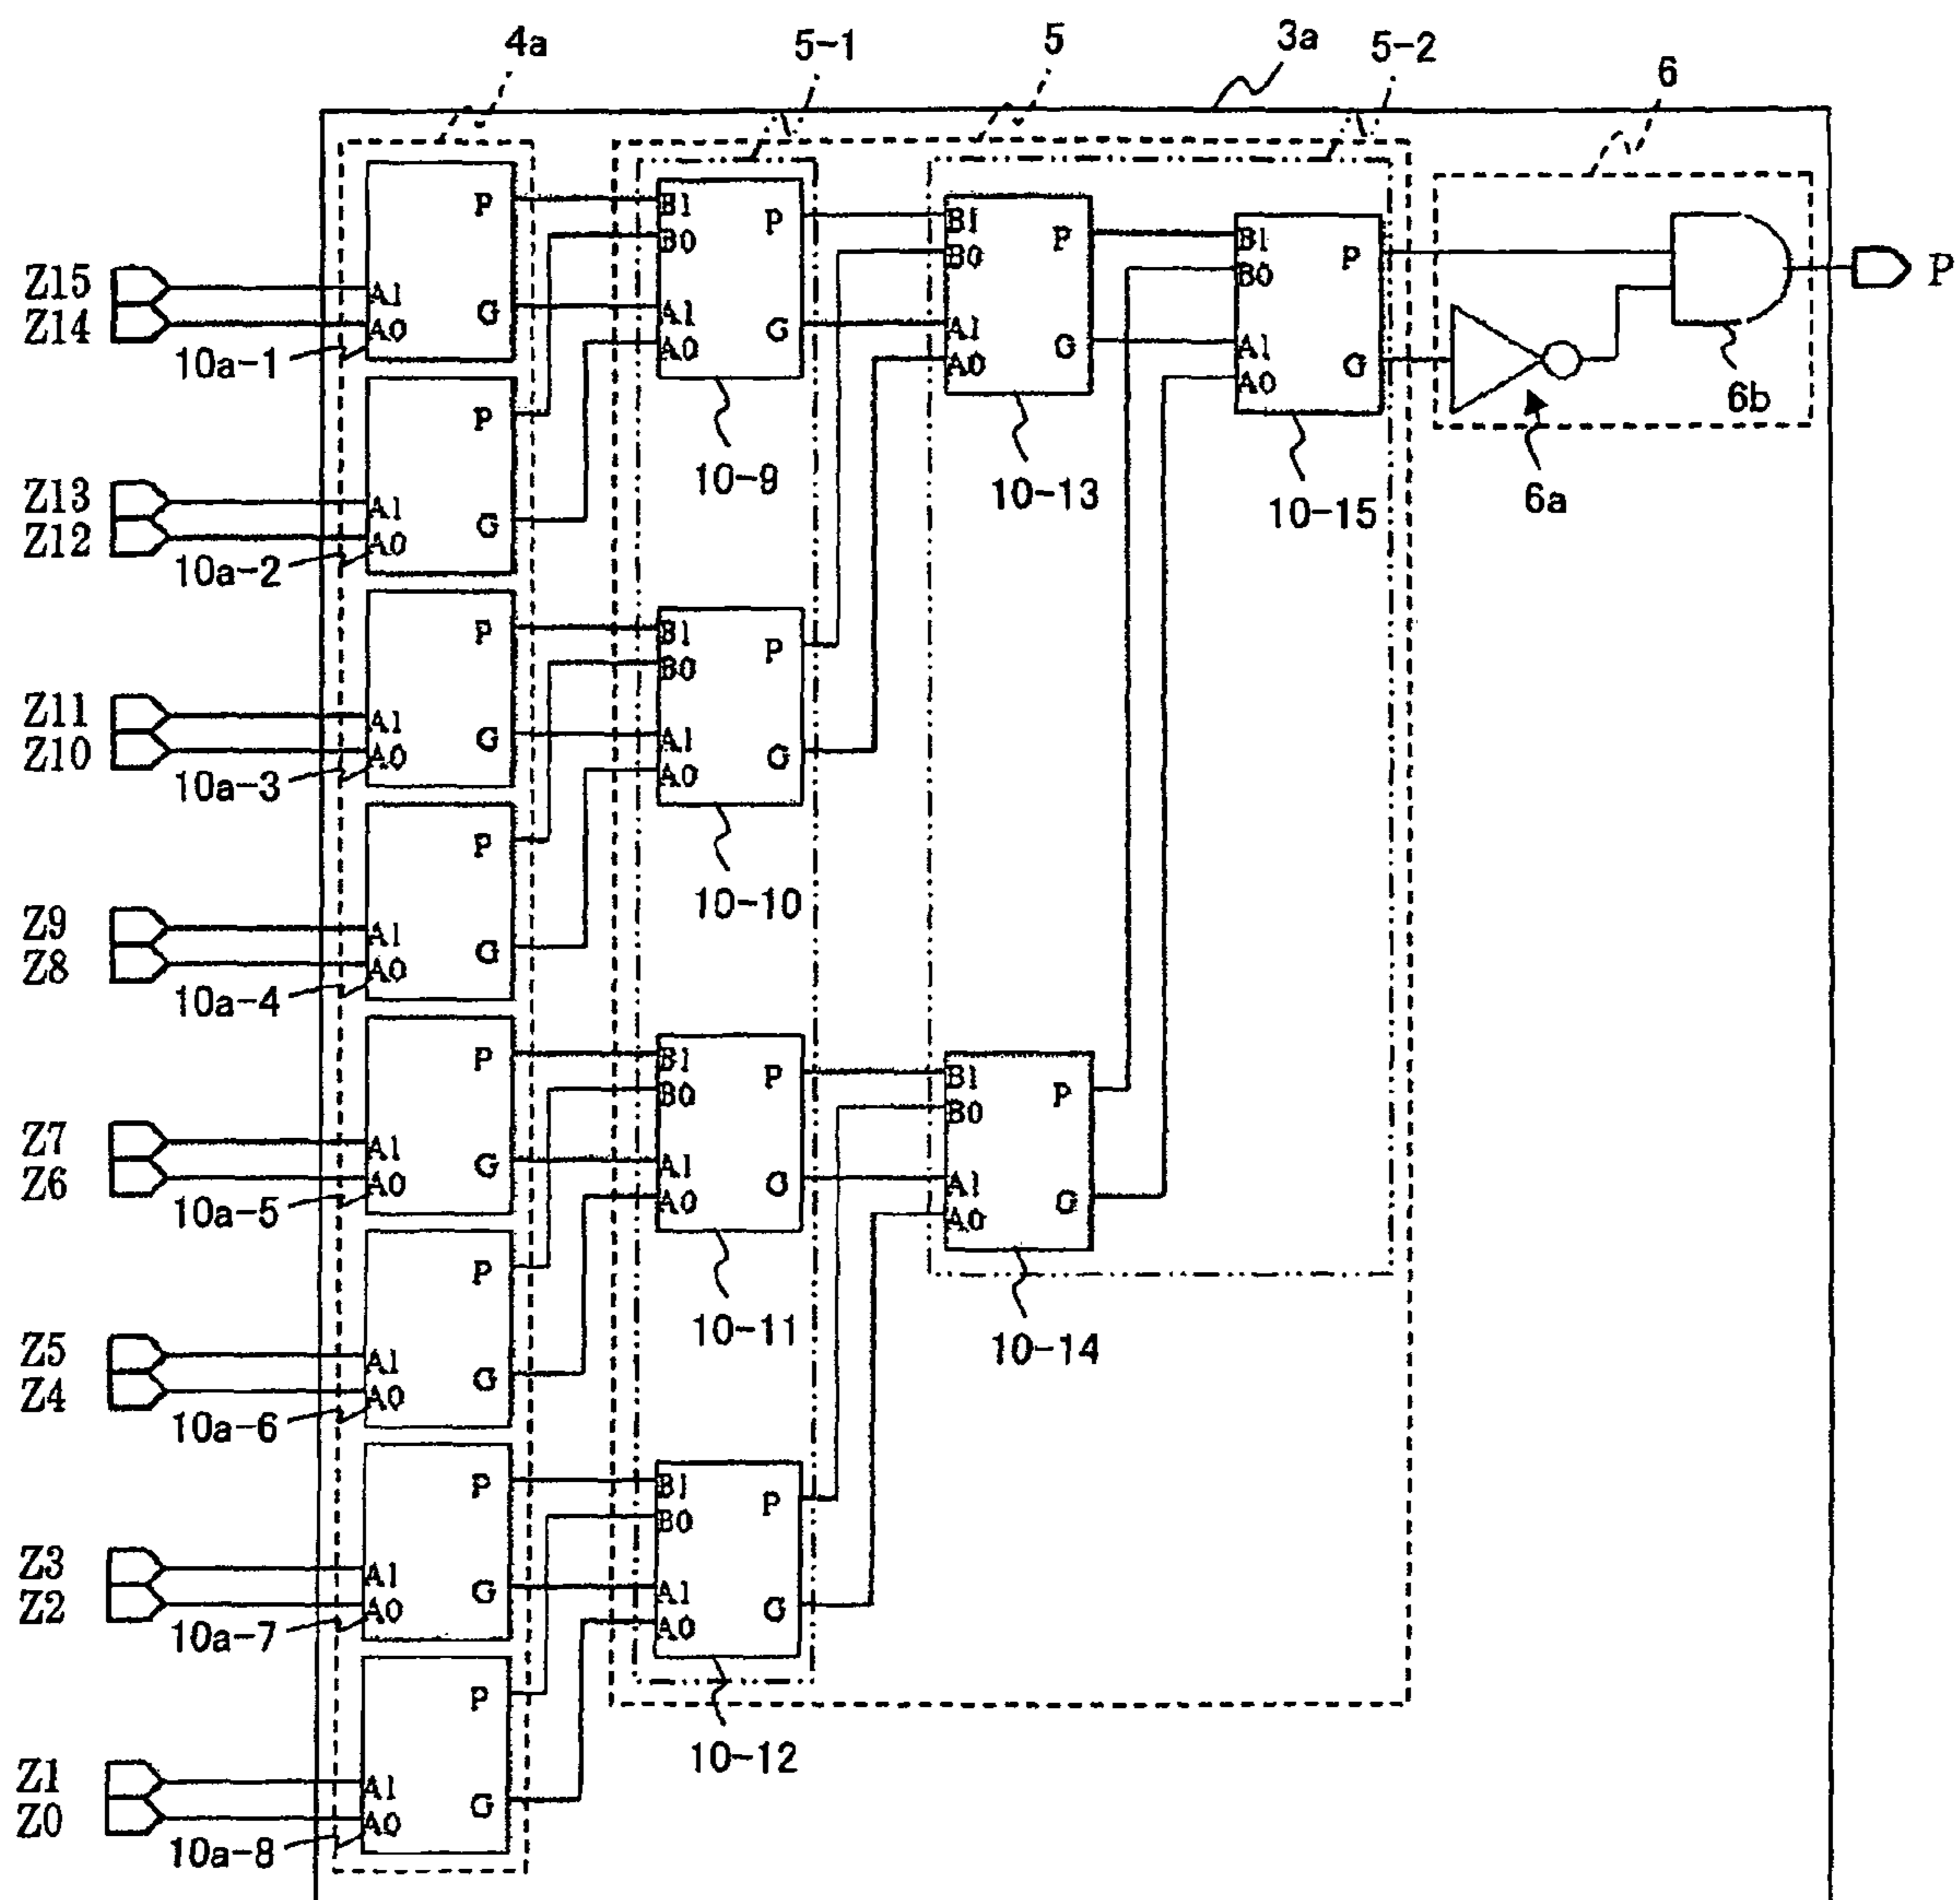 4a 5-1 5 3a 5-2 6
P B1 P B1 P B1 P P
B0 B0 B0
Z15 A1 G A1 G A1 G A1 G
Z14 A0 A0 A0 A0
10a-1 6b
P 10-9 10-13 10-15 6a
Z13 A1 G
Z12 A0
10a-2
P B1 P
B0
Z11 A1 G A1 G
Z10 A0 A0
10a-3
P 10-10
Z9 A1 G
Z8 A0
10a-4
P B1 P B1 P
B0 B0
Z7 A1 G A1 G A1 G
Z6 A0 A0 A0
10a-5
P 10-11 10-14
Z5 A1 G
Z4 A0
10a-6
P B1 P
B0
Z3 A1 G A1 G
Z2 A0 A0
10a-7
P 10-12
Z1 A1 G
Z0 A0
10a-8